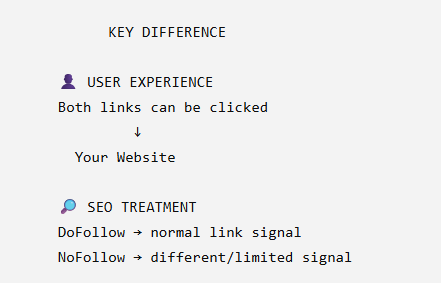 KEY DIFFERENCE
👤 USER EXPERIENCE
Both links can be clicked
↓
Your Website
🔎 SEO TREATMENT
DoFollow → normal link signal
NoFollow → different/limited signal